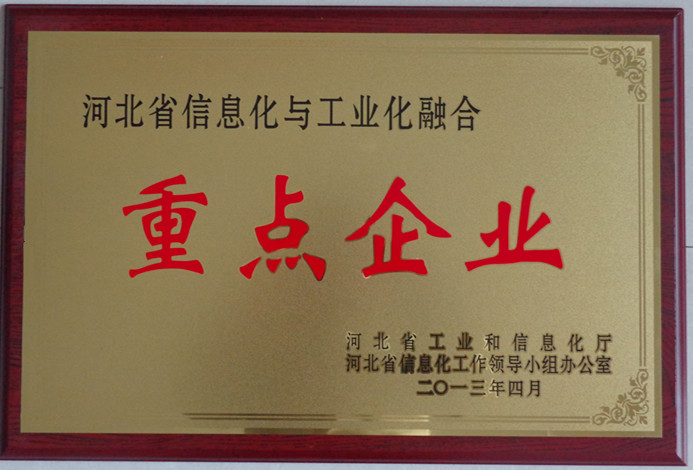 河北省信息化与工业化融合
重点企业
河北省工业和信息化厅
河北省信息化工作领导小组办公室
二〇一三年四月